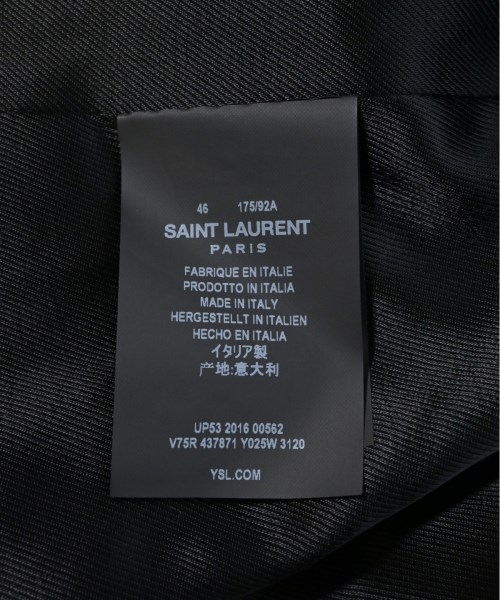 46 175/92A
SAINT LAURENT
PARIS
FABRIQUE EN ITALIE
PRODOTTO IN ITALIA
MADE IN ITALY
HERGESTELLT IN ITALIEN
HECHO EN ITALIA
イタリア製
产地:意大利
UP53 2016 00562
V75R 437871 Y025W 3120
YSL.COM